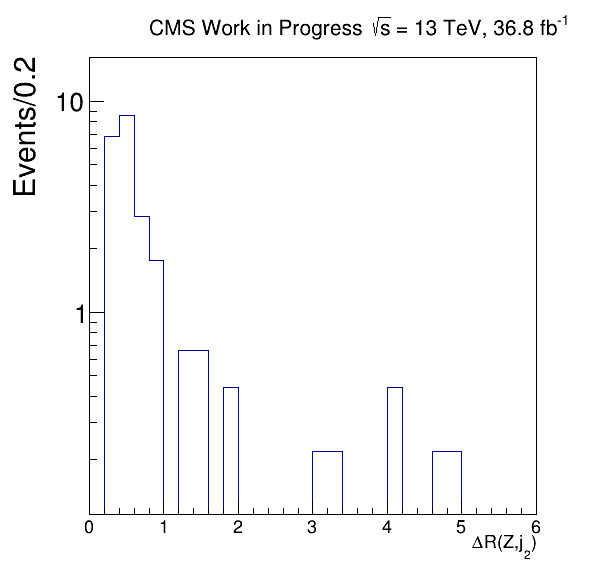 CMS Work in Progress √s = 13 TeV, 36.8 fb⁻¹
Events/0.2
10
1
0 1 2 3 4 5 6
ΔR(Z,j₂)